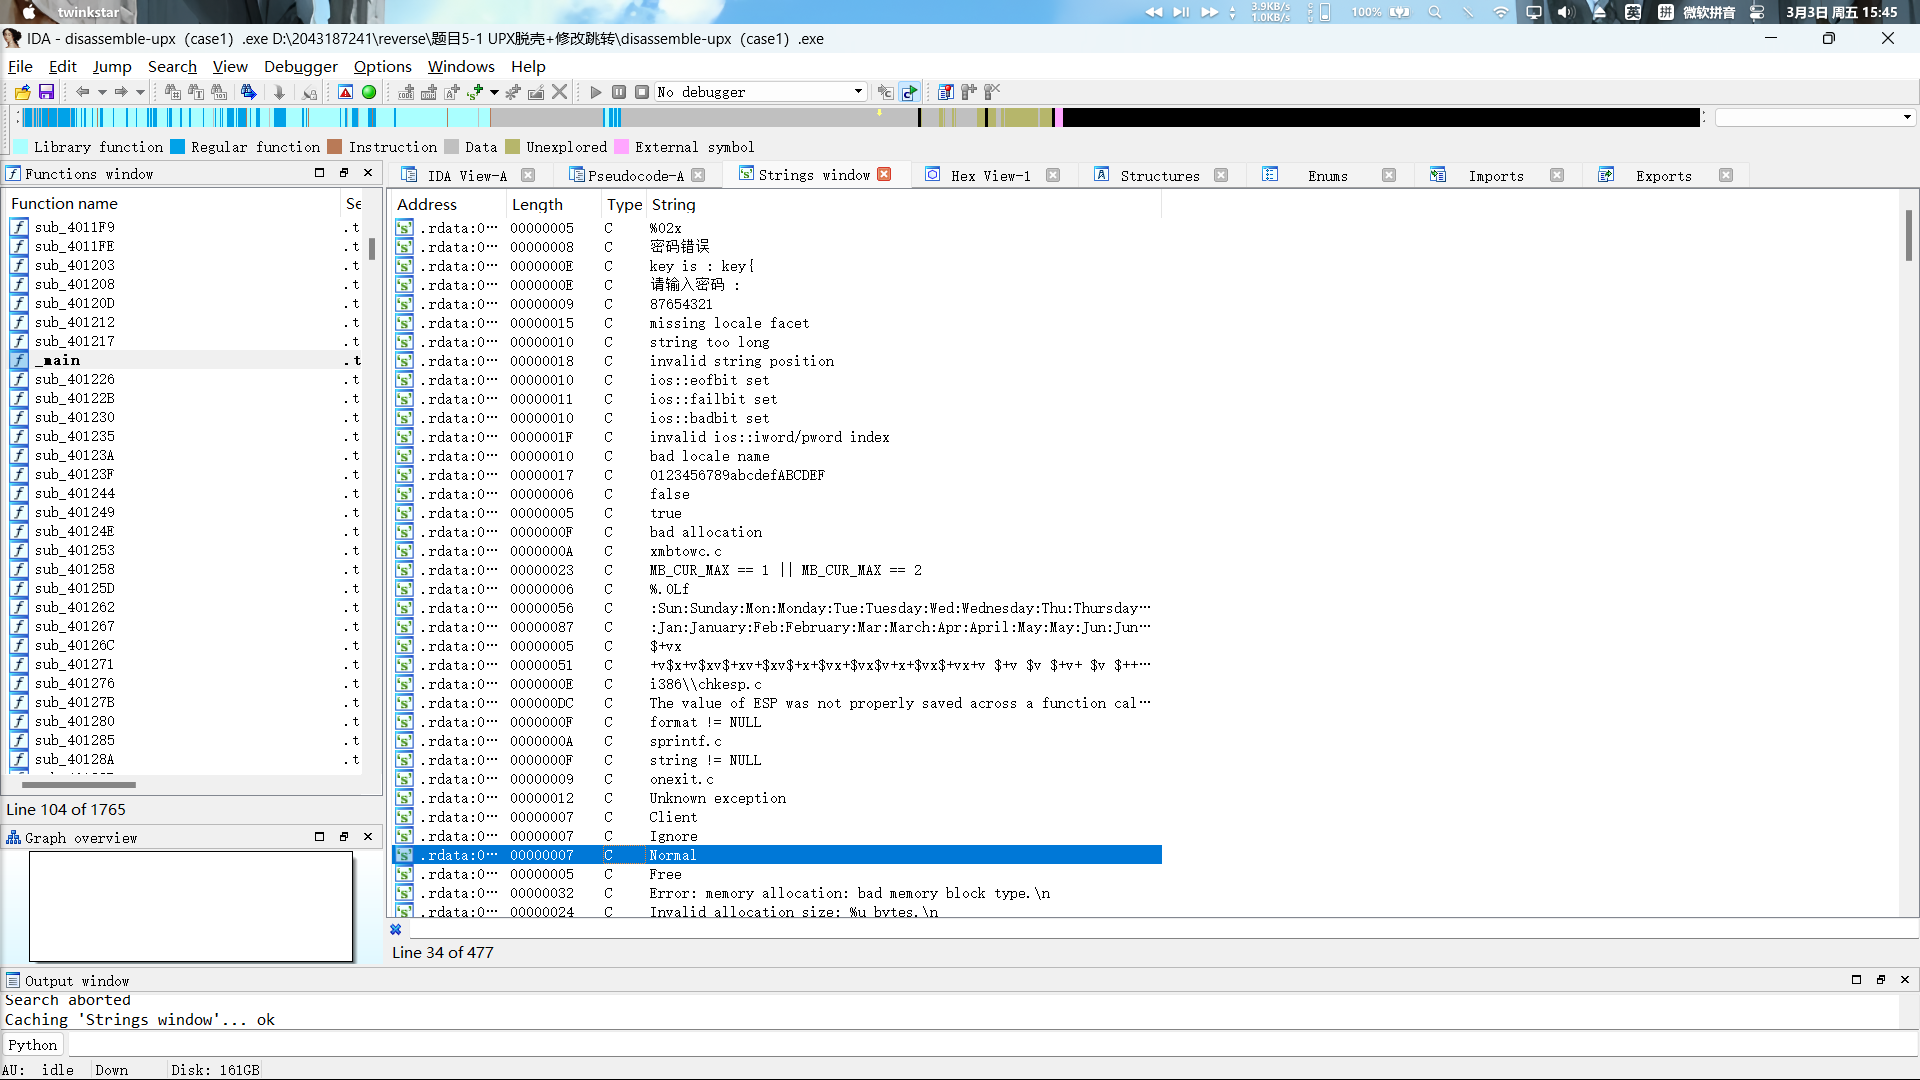 twinkstar
3.9KB/s
1.0KB/s
100%
英
拼
微软拼音
3月3日 周五 15:45
IDA - disassemble-upx（case1）.exe D:\2043187241\reverse\题目5-1 UPX脱壳+修改跳转\disassemble-upx（case1）.exe
File Edit Jump Search View Debugger Options Windows Help
No debugger
Library function Regular function Instruction Data Unexplored External symbol
Functions window
IDA View-A Pseudocode-A Strings window Hex View-1 Structures Enums Imports Exports
Function name Se
sub_4011F9 .t
sub_4011FE .t
sub_401203 .t
sub_401208 .t
sub_40120D .t
sub_401212 .t
sub_401217 .t
_main .t
sub_401226 .t
sub_40122B .t
sub_401230 .t
sub_401235 .t
sub_40123A .t
sub_40123F .t
sub_401244 .t
sub_401249 .t
sub_40124E .t
sub_401253 .t
sub_401258 .t
sub_40125D .t
sub_401262 .t
sub_401267 .t
sub_40126C .t
sub_401271 .t
sub_401276 .t
sub_40127B .t
sub_401280 .t
sub_401285 .t
sub_40128A .t
Line 104 of 1765
Graph overview
Address Length Type String
.rdata:0… 00000005 C %02x
.rdata:0… 00000008 C 密码错误
.rdata:0… 0000000E C key is : key{
.rdata:0… 0000000E C 请输入密码 :
.rdata:0… 00000009 C 87654321
.rdata:0… 00000015 C missing locale facet
.rdata:0… 00000010 C string too long
.rdata:0… 00000018 C invalid string position
.rdata:0… 00000010 C ios::eofbit set
.rdata:0… 00000011 C ios::failbit set
.rdata:0… 00000010 C ios::badbit set
.rdata:0… 0000001F C invalid ios::iword/pword index
.rdata:0… 00000010 C bad locale name
.rdata:0… 00000017 C 0123456789abcdefABCDEF
.rdata:0… 00000006 C false
.rdata:0… 00000005 C true
.rdata:0… 0000000F C bad allocation
.rdata:0… 0000000A C xmbtowc.c
.rdata:0… 00000023 C MB_CUR_MAX == 1 || MB_CUR_MAX == 2
.rdata:0… 00000006 C %.0Lf
.rdata:0… 00000056 C :Sun:Sunday:Mon:Monday:Tue:Tuesday:Wed:Wednesday:Thu:Thursday…
.rdata:0… 00000087 C :Jan:January:Feb:February:Mar:March:Apr:April:May:May:Jun:Jun…
.rdata:0… 00000005 C $+vx
.rdata:0… 00000051 C +v$x+v$xv$+xv+$xv$+x+$vx+$vx$v+x+$vx$+vx+v $+v $v $+v+ $v $++…
.rdata:0… 0000000E C i386\\chkesp.c
.rdata:0… 000000DC C The value of ESP was not properly saved across a function cal…
.rdata:0… 0000000F C format != NULL
.rdata:0… 0000000A C sprintf.c
.rdata:0… 0000000F C string != NULL
.rdata:0… 00000009 C onexit.c
.rdata:0… 00000012 C Unknown exception
.rdata:0… 00000007 C Client
.rdata:0… 00000007 C Ignore
.rdata:0… 00000007 C Normal
.rdata:0… 00000005 C Free
.rdata:0… 00000032 C Error: memory allocation: bad memory block type.\n
.rdata:0… 00000024 C Invalid allocation size: %u bytes.\n
Line 34 of 477
Output window
Search aborted
Caching 'Strings window'... ok
Python
AU: idle Down Disk: 161GB